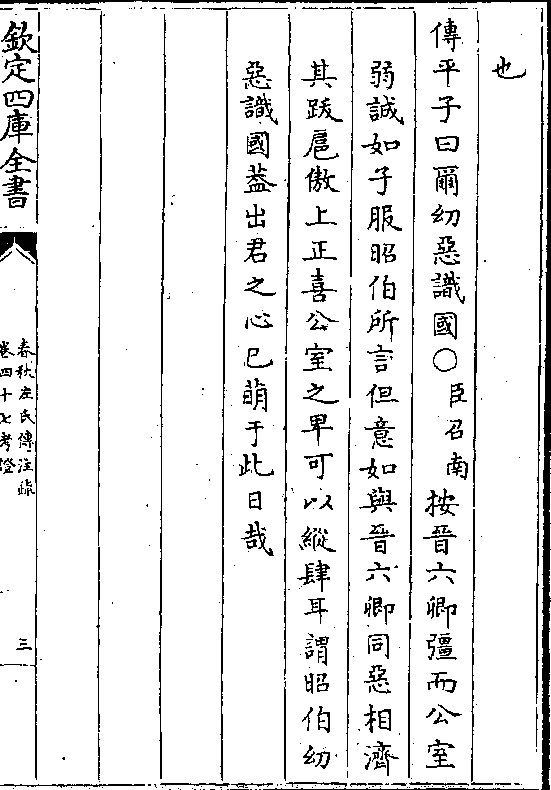 也
傳平子曰爾幼惡識國○臣召南按晉六卿彊而公室
弱誠如子服昭伯所言但意如與晉六卿同惡相濟
其跋扈傲上正喜公室之卑可以縱肆耳謂昭伯幼
惡識國葢出君之心已萌于此日哉
欽定四庫全書
春秋左氏傳注疏
卷四十七考證
三